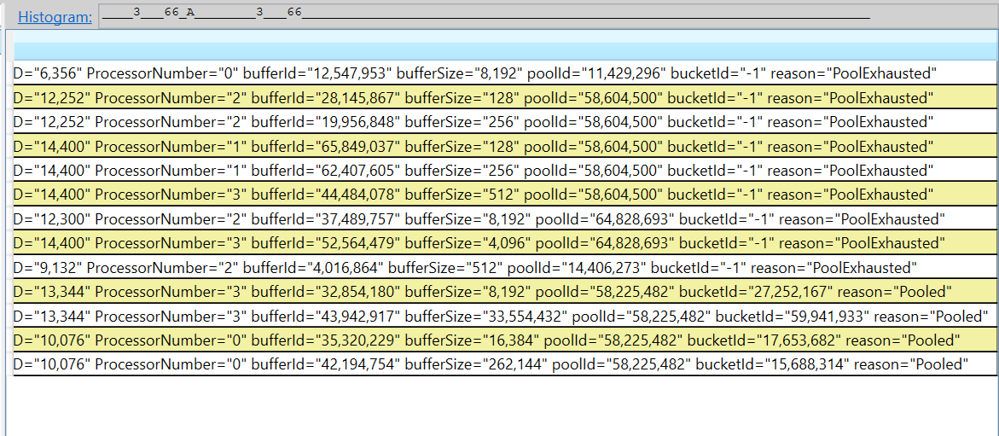 Histogram: ____3___66_A________3___66__________________________________________________________________________
D="6,356" ProcessorNumber="0" bufferId="12,547,953" bufferSize="8,192" poolId="11,429,296" bucketId="-1" reason="PoolExhausted"
D="12,252" ProcessorNumber="2" bufferId="28,145,867" bufferSize="128" poolId="58,604,500" bucketId="-1" reason="PoolExhausted"
D="12,252" ProcessorNumber="2" bufferId="19,956,848" bufferSize="256" poolId="58,604,500" bucketId="-1" reason="PoolExhausted"
D="14,400" ProcessorNumber="1" bufferId="65,849,037" bufferSize="128" poolId="58,604,500" bucketId="-1" reason="PoolExhausted"
D="14,400" ProcessorNumber="1" bufferId="62,407,605" bufferSize="256" poolId="58,604,500" bucketId="-1" reason="PoolExhausted"
D="14,400" ProcessorNumber="3" bufferId="44,484,078" bufferSize="512" poolId="58,604,500" bucketId="-1" reason="PoolExhausted"
D="12,300" ProcessorNumber="2" bufferId="37,489,757" bufferSize="8,192" poolId="64,828,693" bucketId="-1" reason="PoolExhausted"
D="14,400" ProcessorNumber="3" bufferId="52,564,479" bufferSize="4,096" poolId="64,828,693" bucketId="-1" reason="PoolExhausted"
D="9,132" ProcessorNumber="2" bufferId="4,016,864" bufferSize="512" poolId="14,406,273" bucketId="-1" reason="PoolExhausted"
D="13,344" ProcessorNumber="3" bufferId="32,854,180" bufferSize="8,192" poolId="58,225,482" bucketId="27,252,167" reason="Pooled"
D="13,344" ProcessorNumber="3" bufferId="43,942,917" bufferSize="33,554,432" poolId="58,225,482" bucketId="59,941,933" reason="Pooled"
D="10,076" ProcessorNumber="0" bufferId="35,320,229" bufferSize="16,384" poolId="58,225,482" bucketId="17,653,682" reason="Pooled"
D="10,076" ProcessorNumber="0" bufferId="42,194,754" bufferSize="262,144" poolId="58,225,482" bucketId="15,688,314" reason="Pooled"